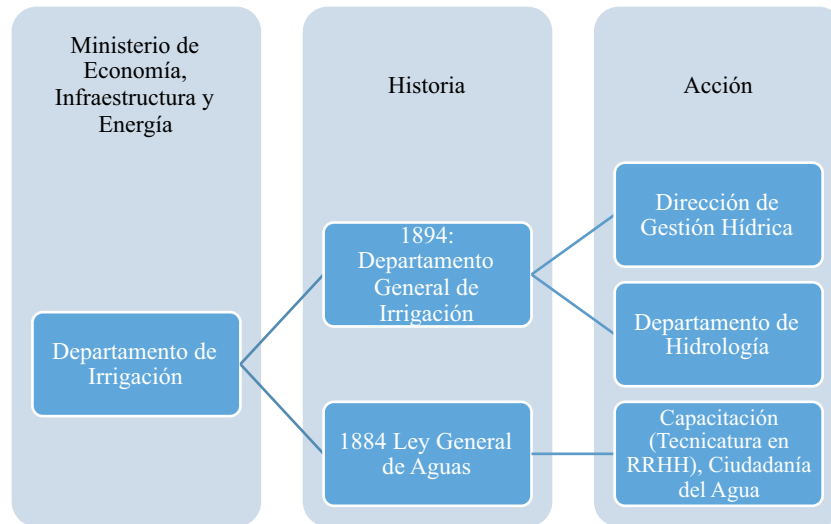 Ministerio de
Economía,
Infraestructura y
Energía
Historia
Acción
Departamento de
Irrigación
1894:
Departamento
General de
Irrigación
1884 Ley General
de Aguas
Dirección de
Gestión Hídrica
Departamento de
Hidrología
Capacitación
(Tecnicatura en
RRHH), Ciudadanía
del Agua